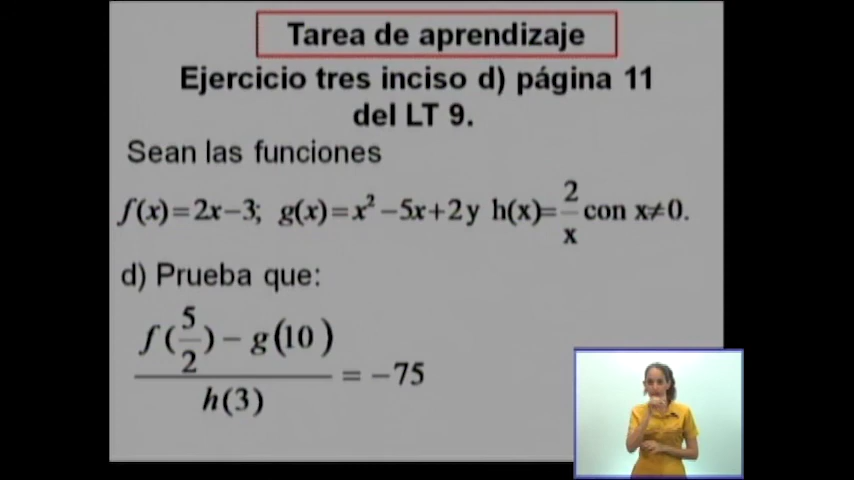 Tarea de aprendizaje
Ejercicio tres inciso d) página 11
del LT 9.
Sean las funciones
f(x)=2x−3; g(x)=x²−5x+2 y h(x)=2/x con x≠0.
d) Prueba que:
f(5/2)−g(10)
h(3)
=−75